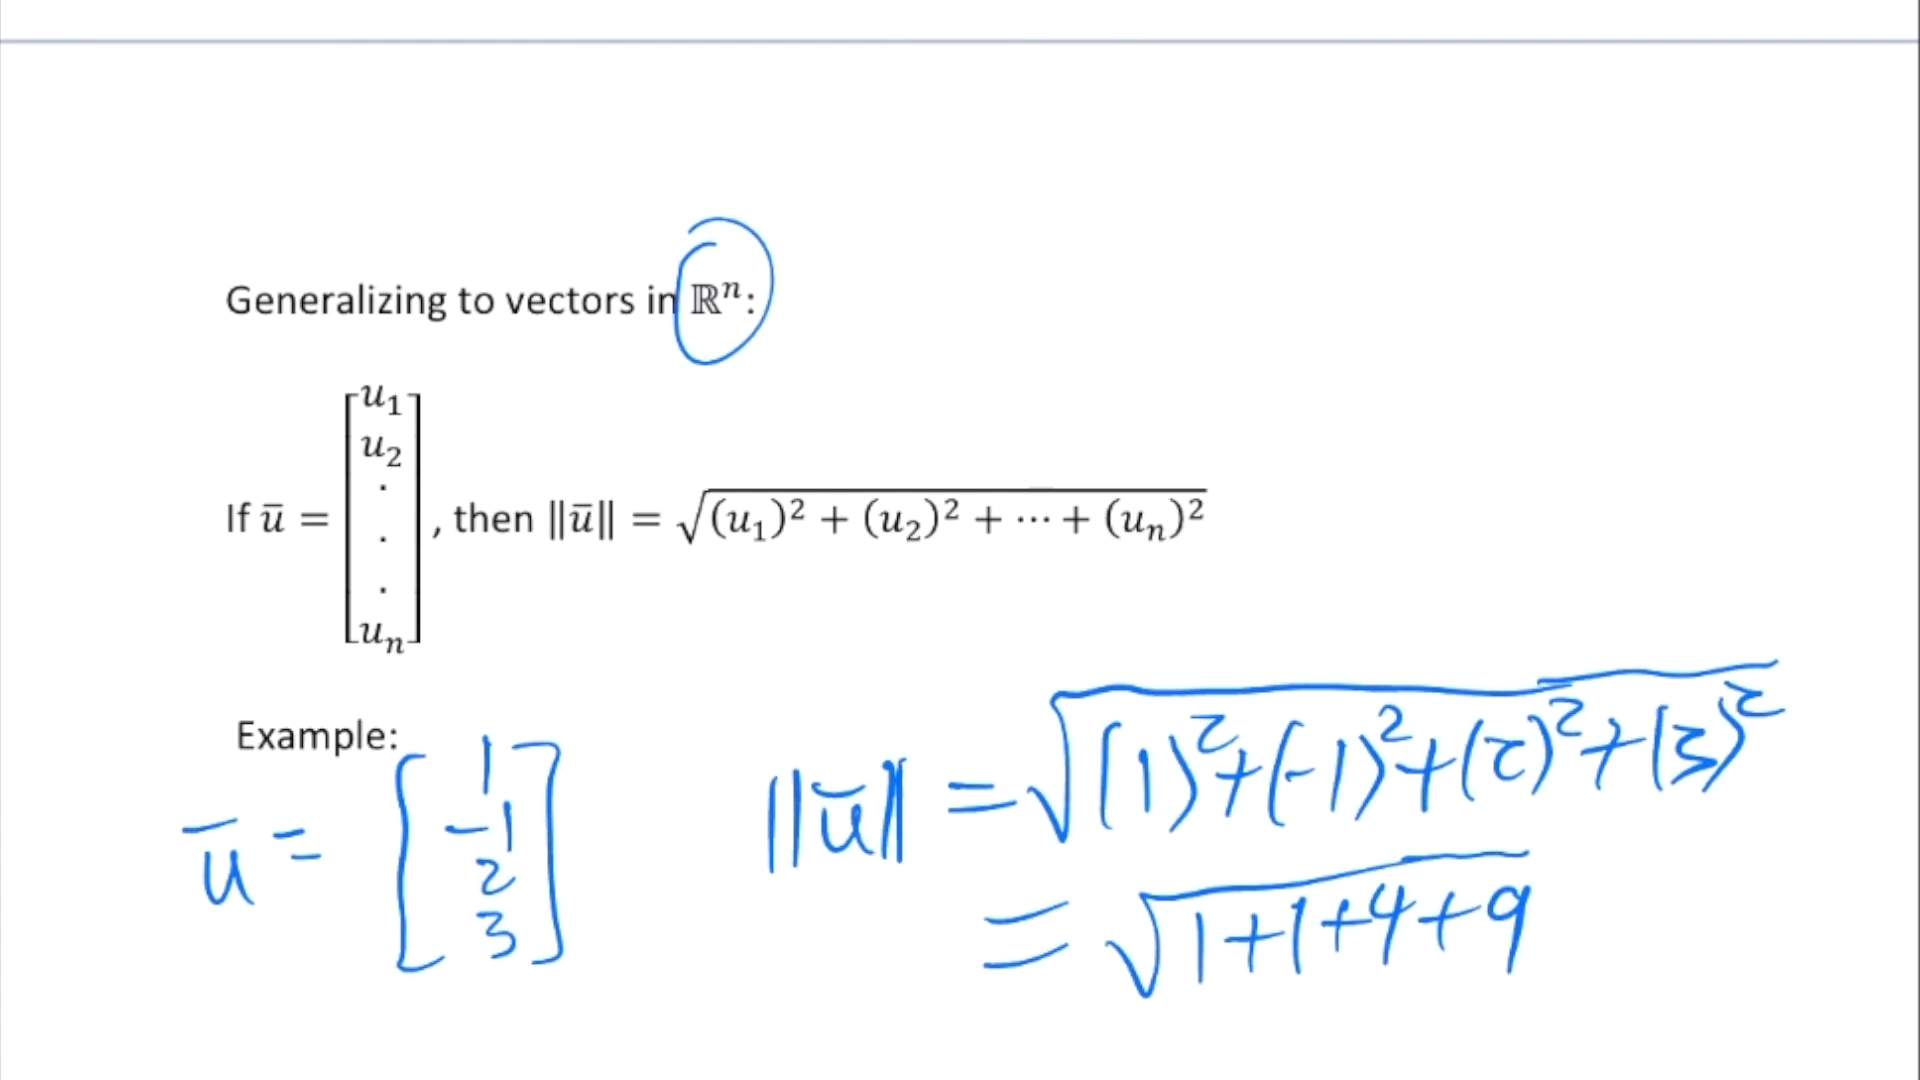 Generalizing to vectors in ℝⁿ:
If ū = [u₁ u₂ . . . uₙ], then ‖ū‖ = √((u₁)² + (u₂)² + ⋯ + (uₙ)²)
Example:
ū = [1 -1 2 3]
‖ū‖ = √((1)²+(-1)²+(2)²+(3)²)
= √(1+1+4+9)